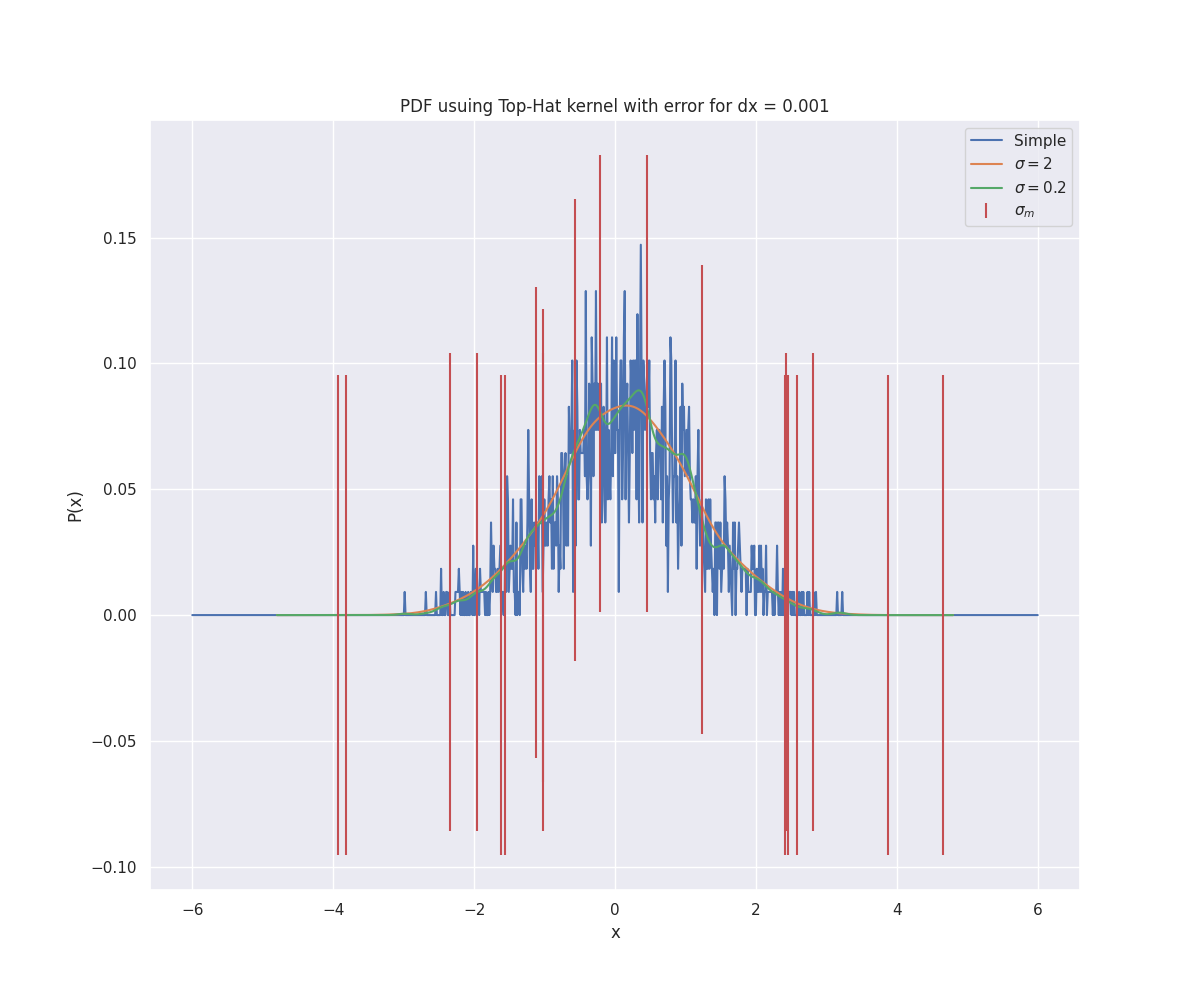 PDF usuing Top-Hat kernel with error for dx = 0.001
Simple
σ = 2
σ = 0.2
σₘ
P(x)
0.15
0.10
0.05
0.00
−0.05
−0.10
−6
−4
−2
0
2
4
6
x